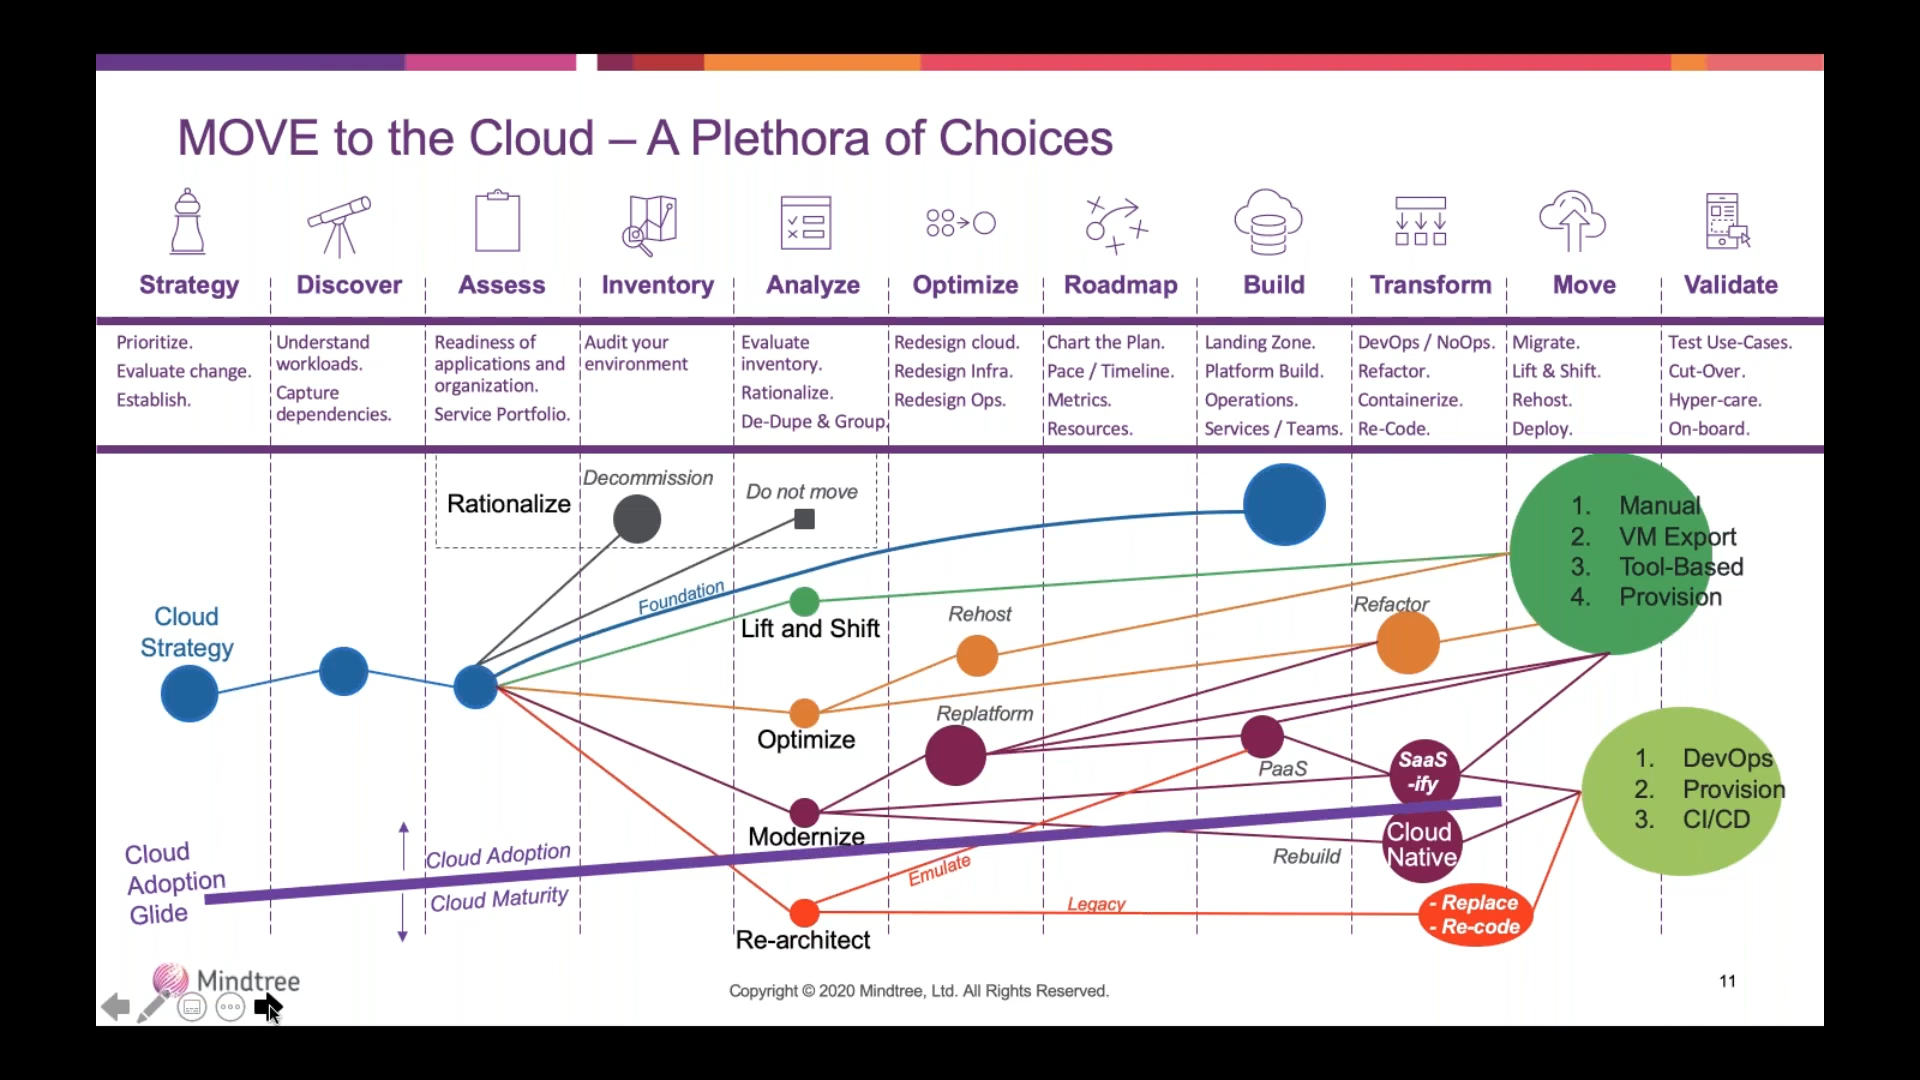 MOVE to the Cloud – A Plethora of Choices
Strategy
Discover
Assess
Inventory
Analyze
Optimize
Roadmap
Build
Transform
Move
Validate
Prioritize.
Evaluate change.
Establish.
Understand
workloads.
Capture
dependencies.
Readiness of
applications and
organization.
Service Portfolio.
Audit your
environment
Evaluate
inventory.
Rationalize.
De-Dupe & Group.
Redesign cloud.
Redesign Infra.
Redesign Ops.
Chart the Plan.
Pace / Timeline.
Metrics.
Resources.
Landing Zone.
Platform Build.
Operations.
Services / Teams.
DevOps / NoOps.
Refactor.
Containerize.
Re-Code.
Migrate.
Lift & Shift.
Rehost.
Deploy.
Test Use-Cases.
Cut-Over.
Hyper-care.
On-board.
Rationalize
Decommission
Do not move
Foundation
Lift and Shift
Rehost
Refactor
1. Manual
2. VM Export
3. Tool-Based
4. Provision
Cloud
Strategy
Optimize
Replatform
PaaS
SaaS
-ify
1. DevOps
2. Provision
3. CI/CD
Modernize
Cloud
Native
Rebuild
Cloud
Adoption
Glide
Cloud Adoption
Cloud Maturity
Emulate
Legacy
- Replace
- Re-code
Re-architect
Mindtree
Copyright © 2020 Mindtree, Ltd. All Rights Reserved.
11